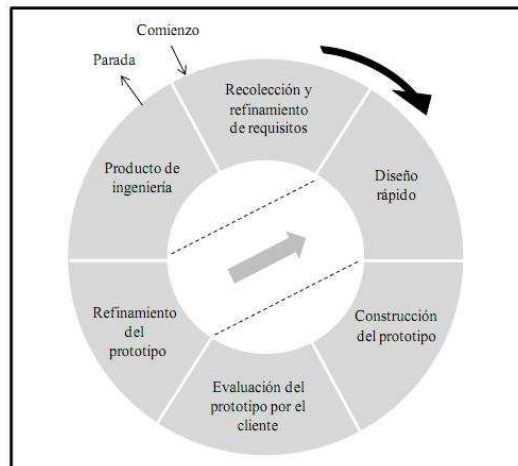 Comienzo
Parada
Recolección y
refinamiento
de requisitos
Diseño
rápido
Construcción
del prototipo
Evaluación del
prototipo por el
cliente
Refinamiento
del
prototipo
Producto de
ingeniería